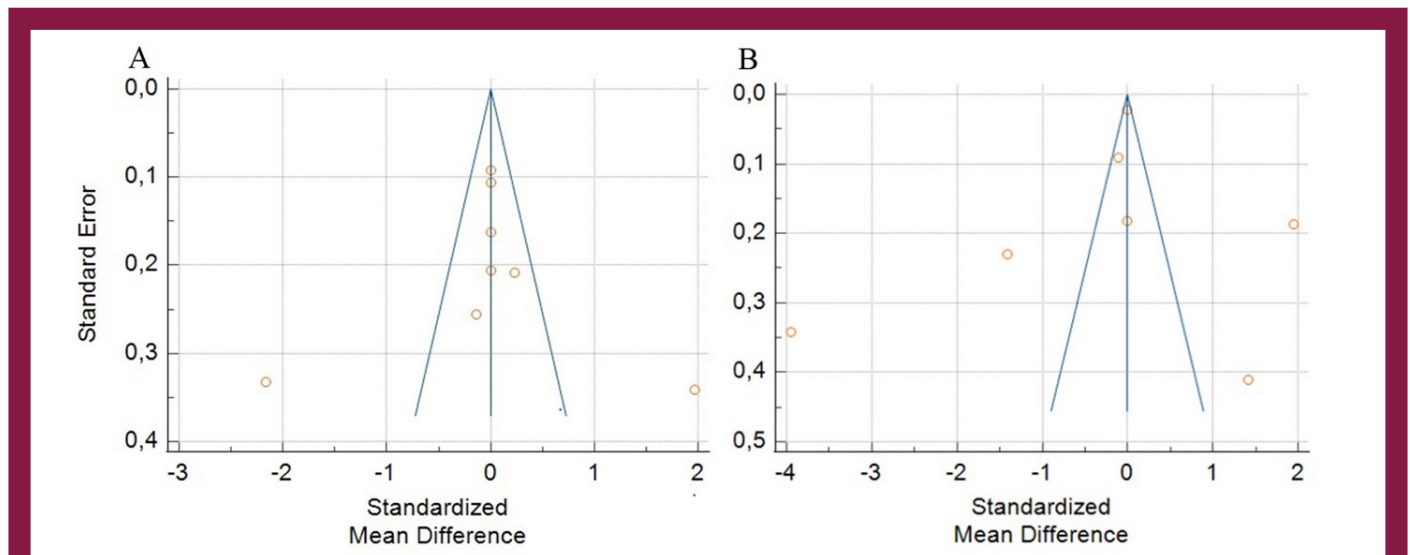 A
0,0
0,1
0,2
0,3
0,4
Standard Error
-3 -2 -1 0 1 2
Standardized
Mean Difference
B
0,0
0,1
0,2
0,3
0,4
0,5
-4 -3 -2 -1 0 1 2
Standardized
Mean Difference